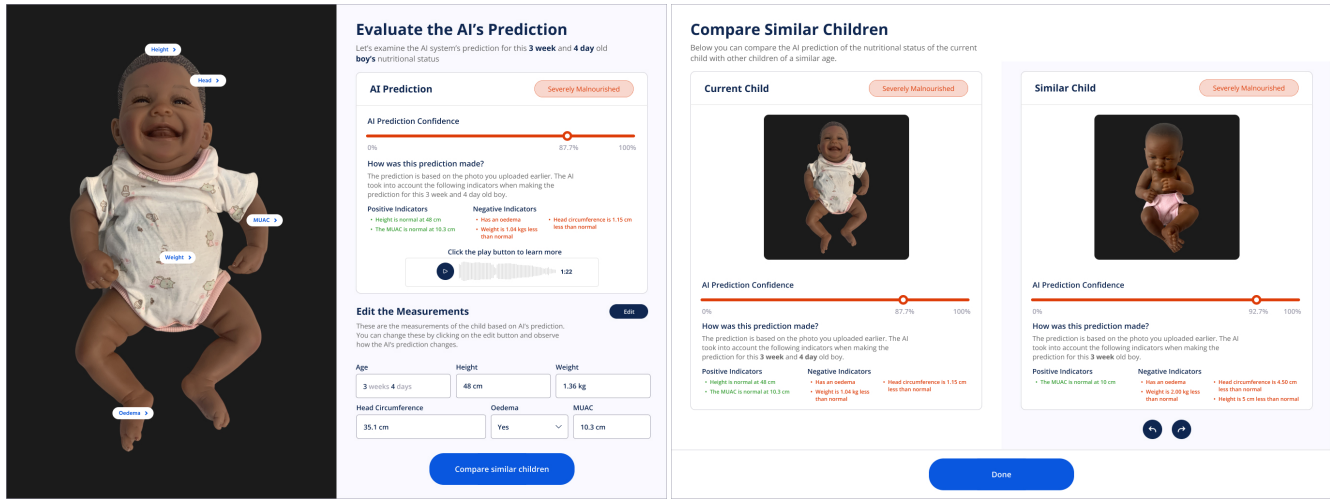 Height >
Head >
MUAC >
Weight >
Oedema >
Evaluate the AI's Prediction
Let's examine the AI system's prediction for this 3 week and 4 day old
boy's nutritional status
AI Prediction
Severely Malnourished
AI Prediction Confidence
0%
87.7%
100%
How was this prediction made?
The prediction is based on the photo you uploaded earlier. The AI
took into account the following indicators when making the
prediction for this 3 week and 4 day old boy.
Positive Indicators
• Height is normal at 48 cm
• The MUAC is normal at 10.3 cm
Negative Indicators
• Has an oedema
• Weight is 1.04 kgs less
than normal
• Head circumference is 1.15 cm
less than normal
Click the play button to learn more
1:22
Edit the Measurements
Edit
These are the measurements of the child based on AI's prediction.
You can change these by clicking on the edit button and observe
how the AI's prediction changes.
Age
Height
Weight
3 weeks 4 days
48 cm
1.36 kg
Head Circumference
Oedema
MUAC
35.1 cm
Yes
10.3 cm
Compare similar children
Compare Similar Children
Below you can compare the AI prediction of the nutritional status of the current
child with other children of a similar age.
Current Child
Severely Malnourished
AI Prediction Confidence
0%
87.7%
100%
How was this prediction made?
The prediction is based on the photo you uploaded earlier. The AI
took into account the following indicators when making the
prediction for this 3 week and 4 day old boy.
Positive Indicators
• Height is normal at 48 cm
• The MUAC is normal at 10.3 cm
Negative Indicators
• Has an oedema
• Weight is 1.04 kg less
than normal
• Head circumference is 1.15 cm
less than normal
Similar Child
Severely Malnourished
AI Prediction Confidence
0%
92.7%
100%
How was this prediction made?
The prediction is based on the photo you uploaded earlier. The AI
took into account the following indicators when making the
prediction for this 3 week old boy.
Positive Indicators
• The MUAC is normal at 10 cm
Negative Indicators
• Has an oedema
• Weight is 2.00 kg less
than normal
• Head circumference is 4.50 cm
less than normal
• Height is 5 cm less than normal
Done